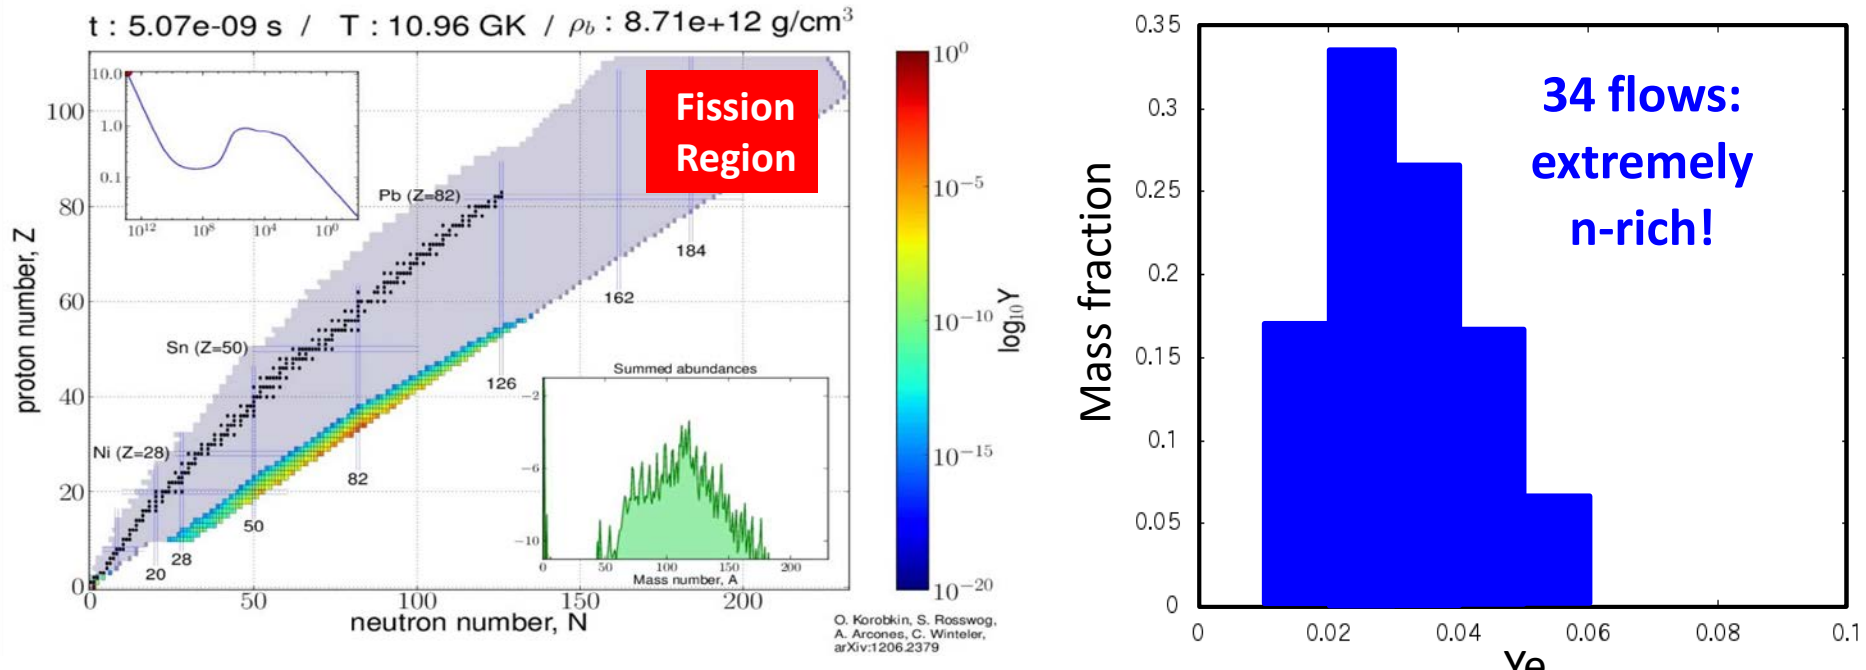 t : 5.07e-09 s / T : 10.96 GK / ρb : 8.71e+12 g/cm³
10.0
1.0
0.1
10¹² 10⁸ 10⁴ 10⁰
Fission
Region
100
80
60
40
20
0
proton number, Z
Pb (Z=82)
Sn (Z=50)
Ni (Z=28)
20
28
50
82
126
162
184
Summed abundances
−2
−6
−10
0 50 100 150 200
Mass number, A
0 50 100 150 200
neutron number, N
10⁰
10⁻⁵
10⁻¹⁰
10⁻¹⁵
10⁻²⁰
log₁₀Y
O. Korobkin, S. Rosswog,
A. Arcones, C. Winteler,
arXiv:1206.2379
34 flows:
extremely
n-rich!
Mass fraction
0.35
0.3
0.25
0.2
0.15
0.1
0.05
0
0 0.02 0.04 0.06 0.08 0.1
Ye